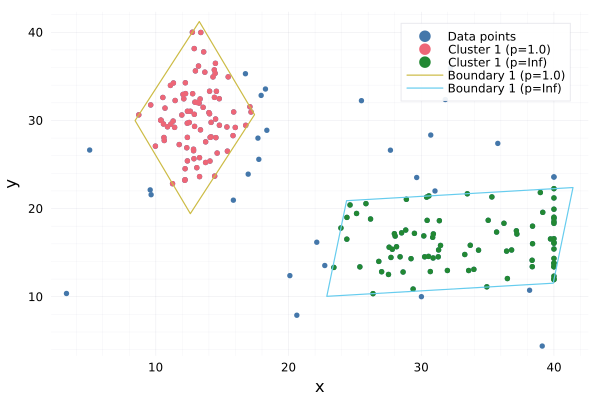 Data points
Cluster 1 (p=1.0)
Cluster 1 (p=Inf)
Boundary 1 (p=1.0)
Boundary 1 (p=Inf)
40
30
20
10
y
10 20 30 40
x